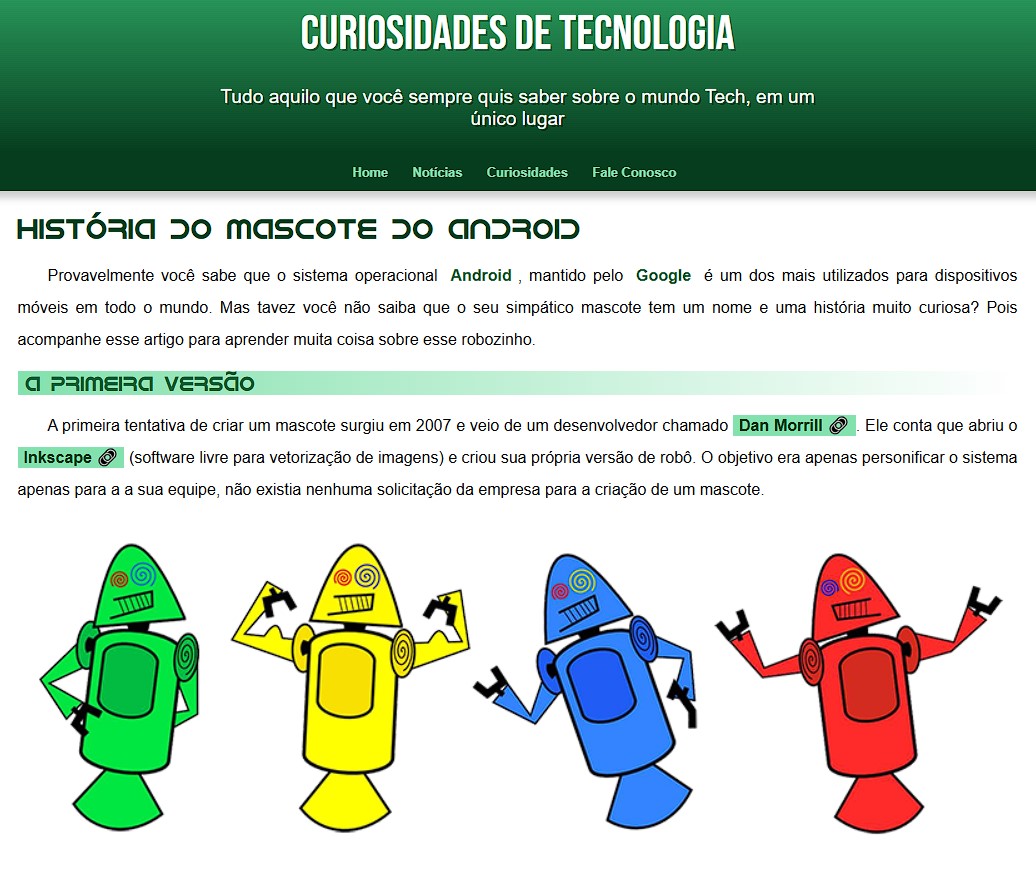 CURIOSIDADES DE TECNOLOGIA
Tudo aquilo que você sempre quis saber sobre o mundo Tech, em um
único lugar
Home Notícias Curiosidades Fale Conosco
História do Mascote do Android
Provavelmente você sabe que o sistema operacional Android , mantido pelo Google é um dos mais utilizados para dispositivos
móveis em todo o mundo. Mas tavez você não saiba que o seu simpático mascote tem um nome e uma história muito curiosa? Pois
acompanhe esse artigo para aprender muita coisa sobre esse robozinho.
A primeira versão
A primeira tentativa de criar um mascote surgiu em 2007 e veio de um desenvolvedor chamado Dan Morrill . Ele conta que abriu o
Inkscape (software livre para vetorização de imagens) e criou sua própria versão de robô. O objetivo era apenas personificar o sistema
apenas para a a sua equipe, não existia nenhuma solicitação da empresa para a criação de um mascote.